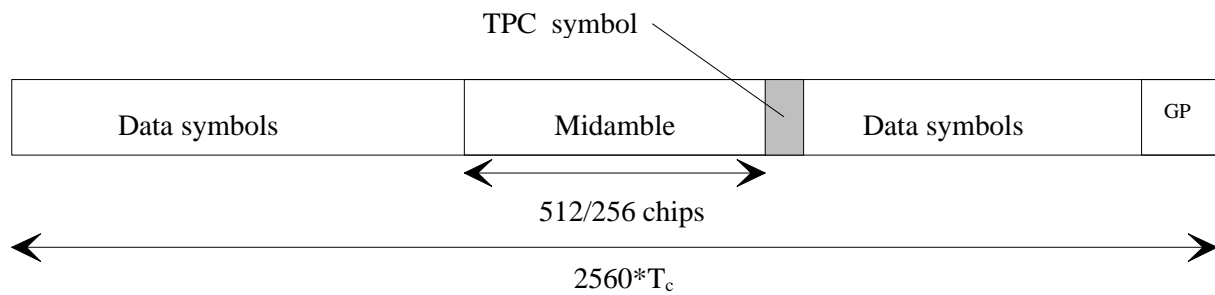 TPC symbol
Data symbols
Midamble
Data symbols
GP
512/256 chips
2560*Tc